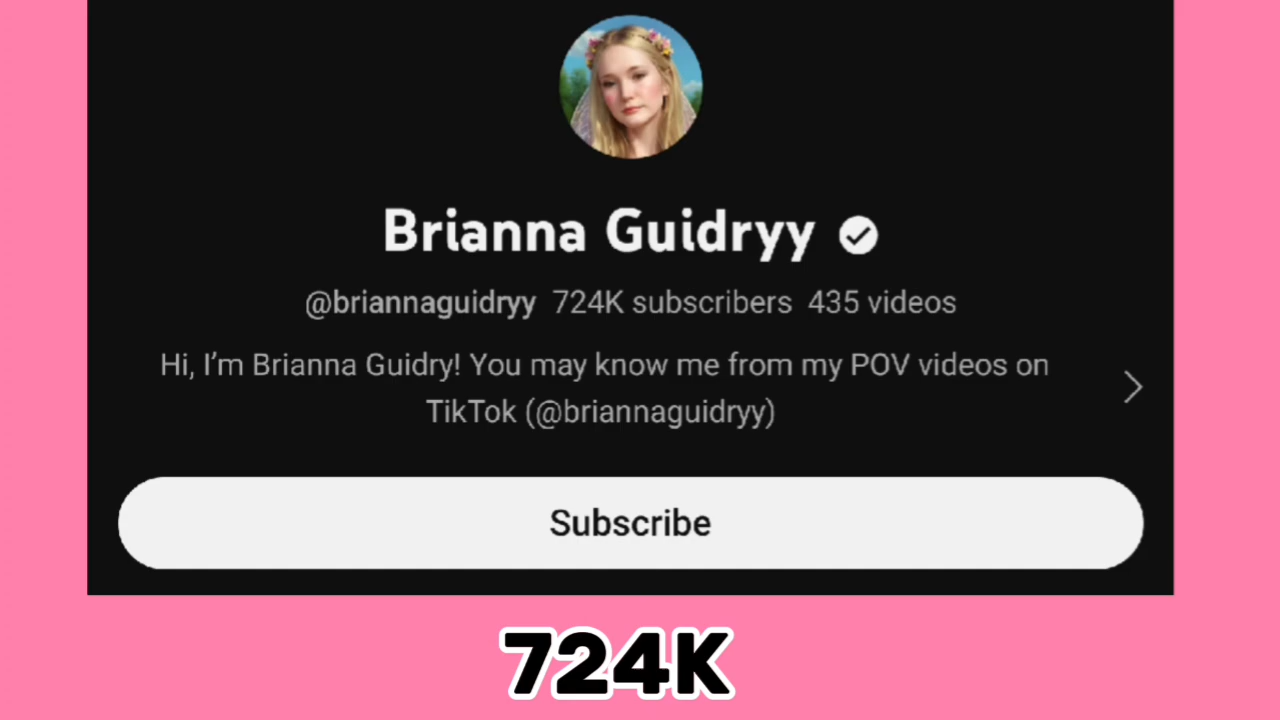 Brianna Guidryy
@briannaguidryy 724K subscribers 435 videos
Hi, I'm Brianna Guidry! You may know me from my POV videos on
TikTok (@briannaguidryy)
Subscribe
724K